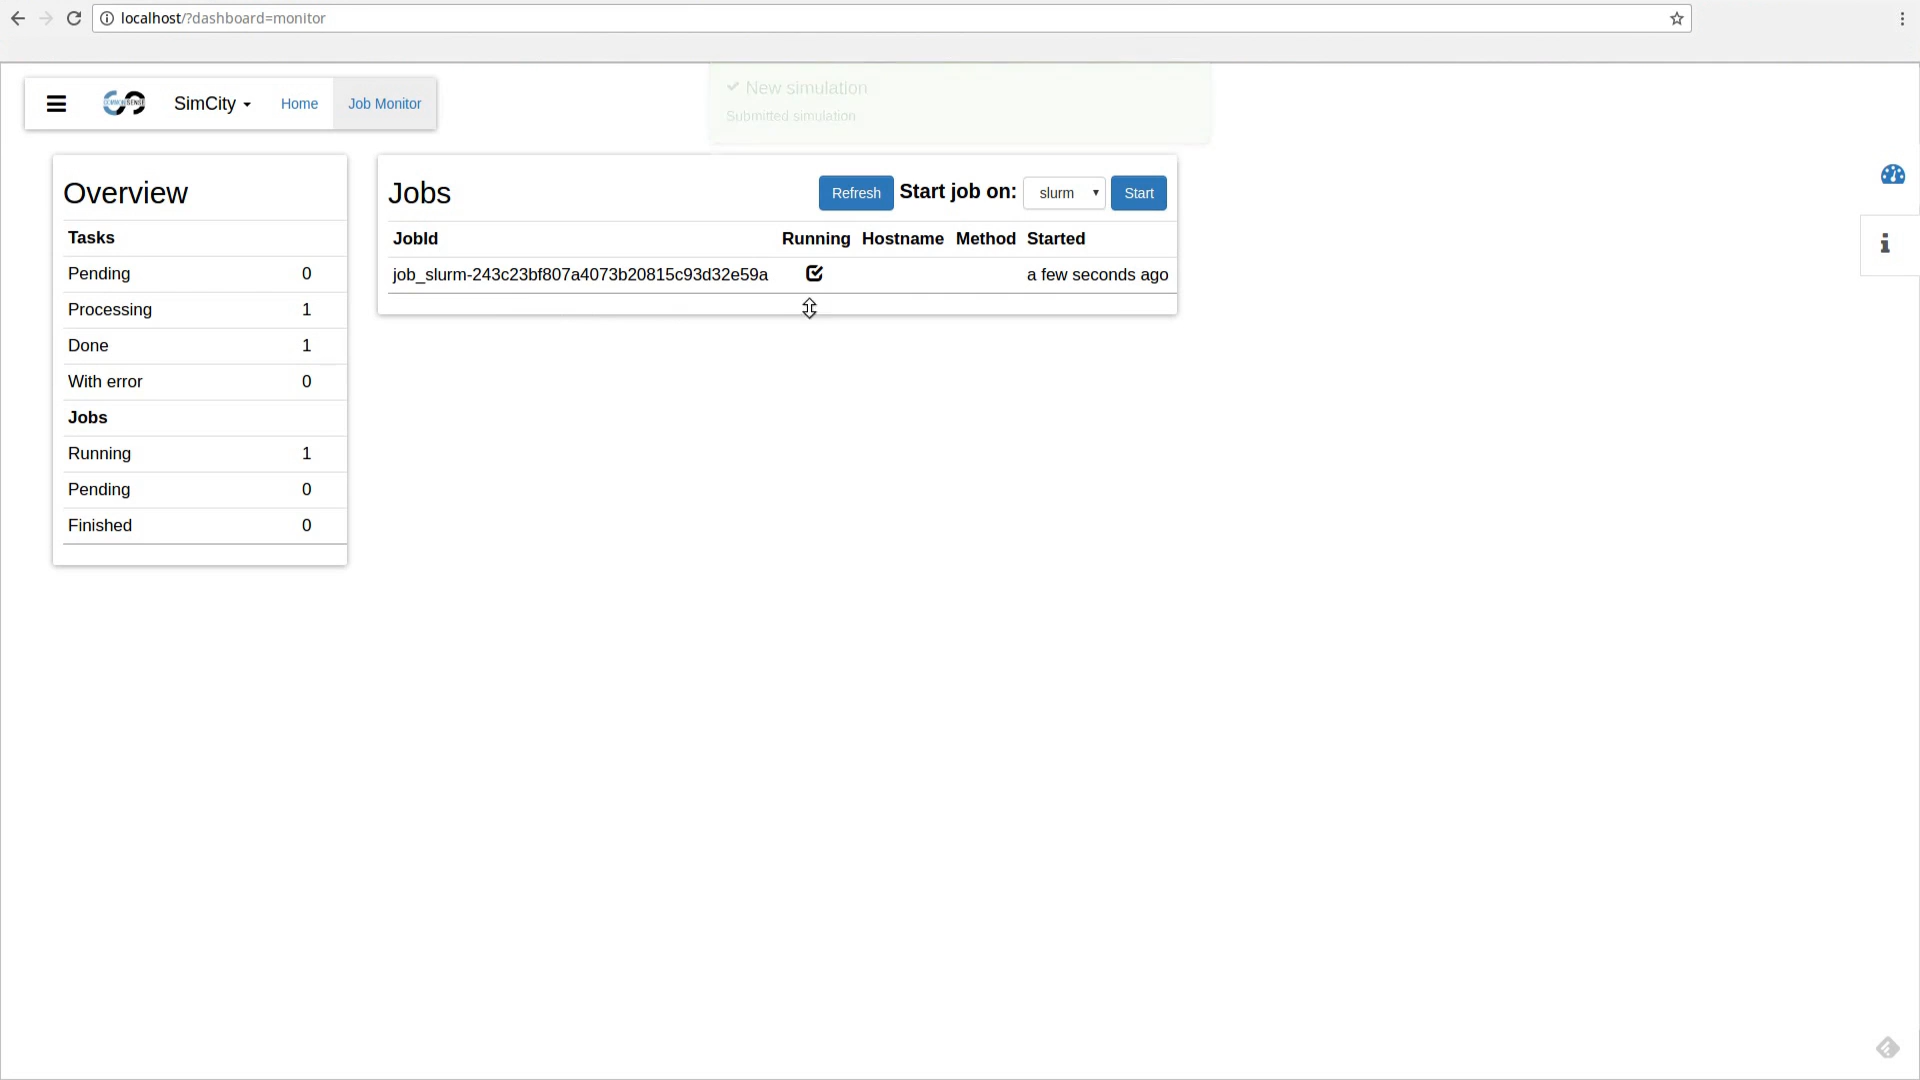 localhost/?dashboard=monitor
COMMONSENSE
SimCity
Home
Job Monitor
New simulation
Submitted simulation
Overview
Tasks
Pending 0
Processing 1
Done 1
With error 0
Jobs
Running 1
Pending 0
Finished 0
Jobs
Refresh Start job on: slurm Start
JobId Running Hostname Method Started
job_slurm-243c23bf807a4073b20815c93d32e59a a few seconds ago